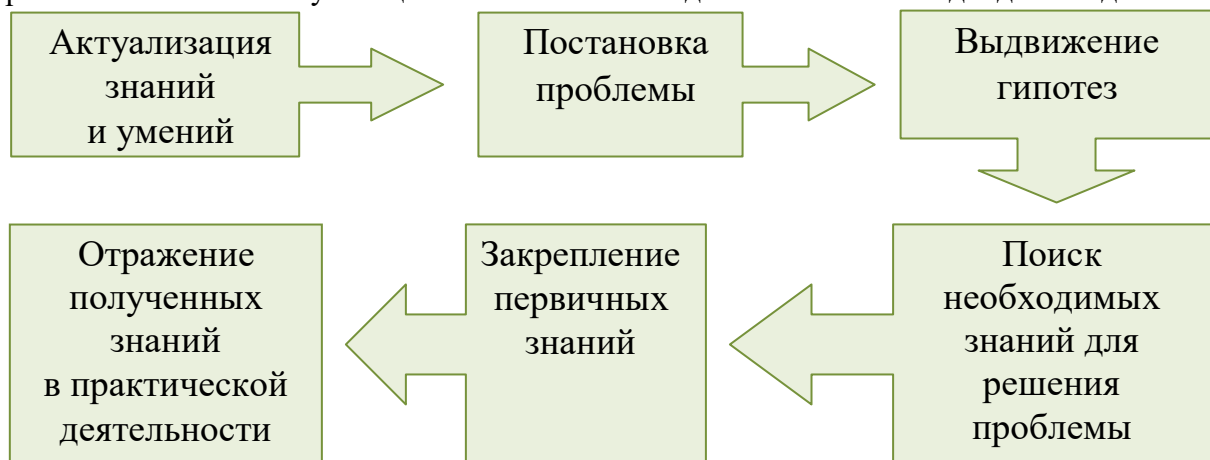 Актуализация
знаний
и умений
Постановка
проблемы
Выдвижение
гипотез
Поиск
необходимых
знаний для
решения
проблемы
Закрепление
первичных
знаний
Отражение
полученных
знаний
в практической
деятельности